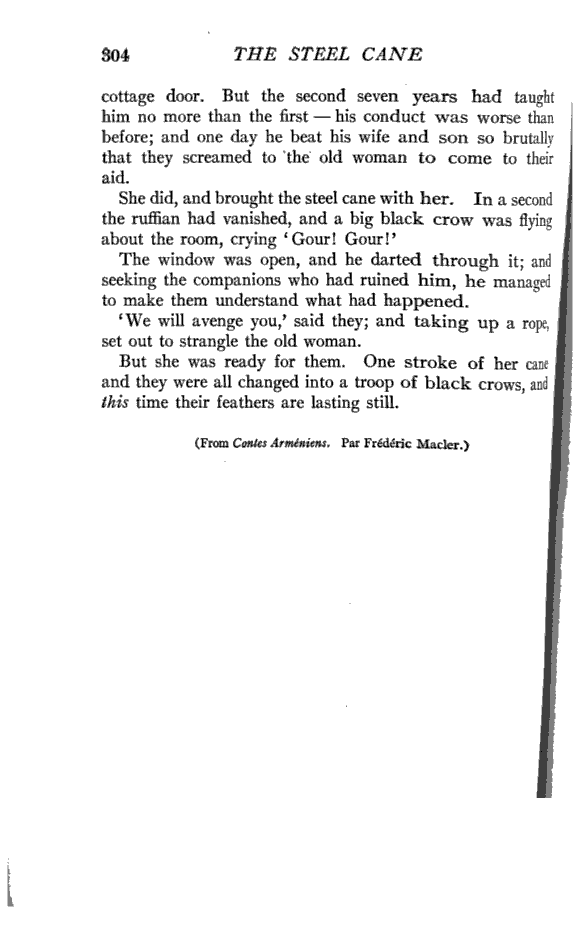 304 THE STEEL CANE
cottage door. But the second seven years had taught
him no more than the first — his conduct was worse than
before; and one day he beat his wife and son so brutally
that they screamed to the old woman to come to their
aid.
She did, and brought the steel cane with her. In a second
the ruffian had vanished, and a big black crow was flying
about the room, crying ‘Gour! Gour!’
The window was open, and he darted through it; and
seeking the companions who had ruined him, he managed
to make them understand what had happened.
‘We will avenge you,’ said they; and taking up a rope,
set out to strangle the old woman.
But she was ready for them. One stroke of her cane
and they were all changed into a troop of black crows, and
this time their feathers are lasting still.
(From Contes Arméniens. Par Frédéric Macler.)